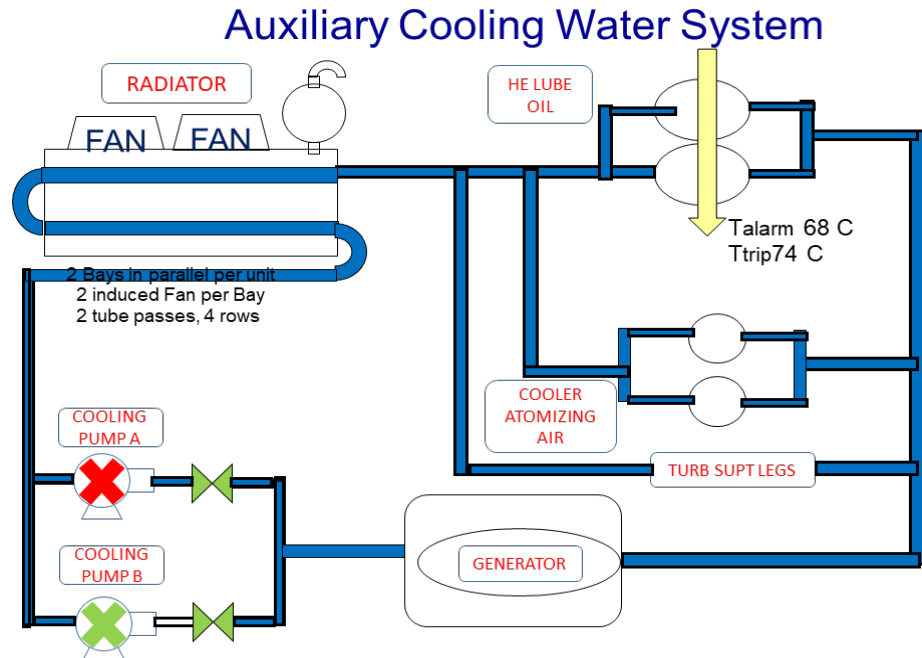 Auxiliary Cooling Water System
RADIATOR
HE LUBE
OIL
FAN
FAN
Talarm 68 C
Ttrip74 C
2 Bays in parallel per unit
2 induced Fan per Bay
2 tube passes, 4 rows
COOLER
ATOMIZING
AIR
COOLING
PUMP A
TURB SUPT LEGS
COOLING
PUMP B
GENERATOR